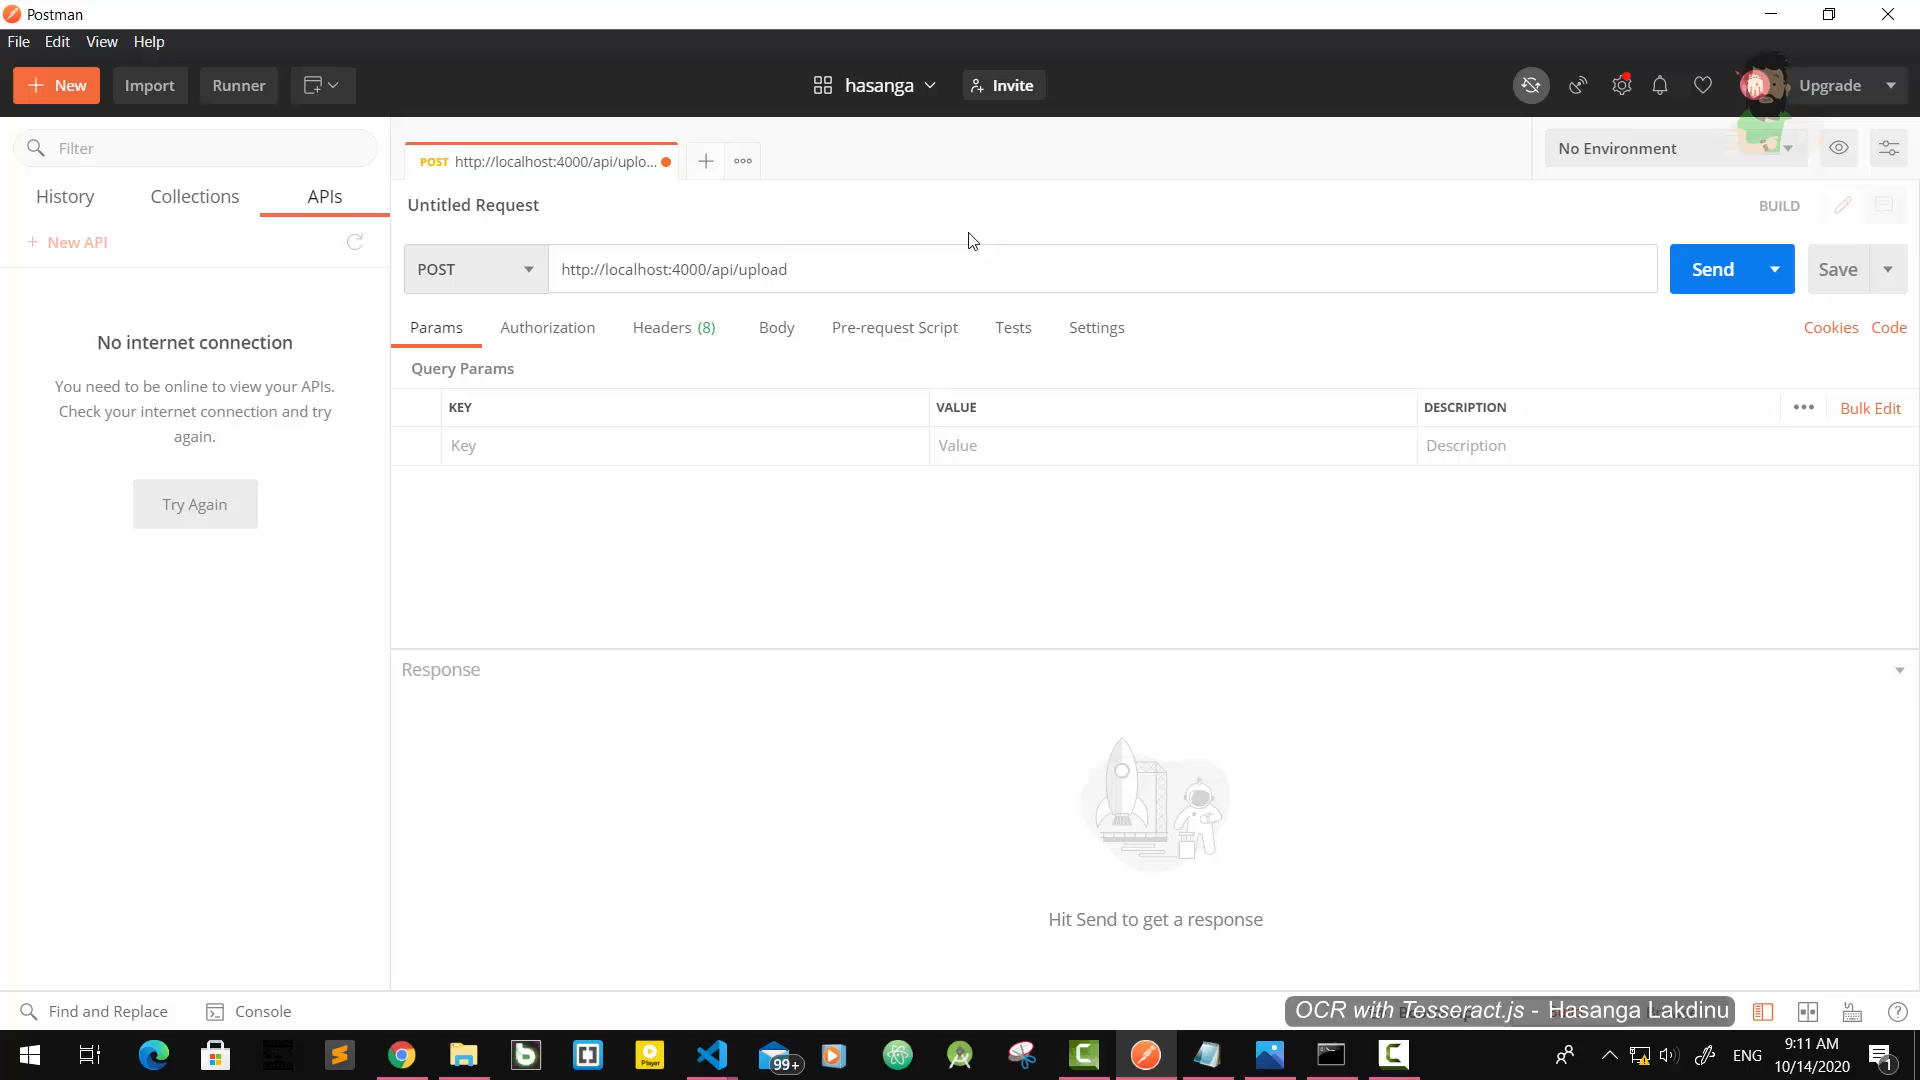 Postman
File Edit View Help
+ New Import Runner hasanga Invite Upgrade
Filter
POST http://localhost:4000/api/uplo...
No Environment
History Collections APIs
Untitled Request
BUILD
+ New API
POST http://localhost:4000/api/upload Send Save
Params Authorization Headers (8) Body Pre-request Script Tests Settings Cookies Code
No internet connection
You need to be online to view your APIs.
Check your internet connection and try
again.
Try Again
Query Params
KEY VALUE DESCRIPTION Bulk Edit
Key Value Description
Response
Hit Send to get a response
Find and Replace Console
OCR with Tesseract.js - Hasanga Lakdinu
99+ Player ENG 9:11 AM
10/14/2020 1